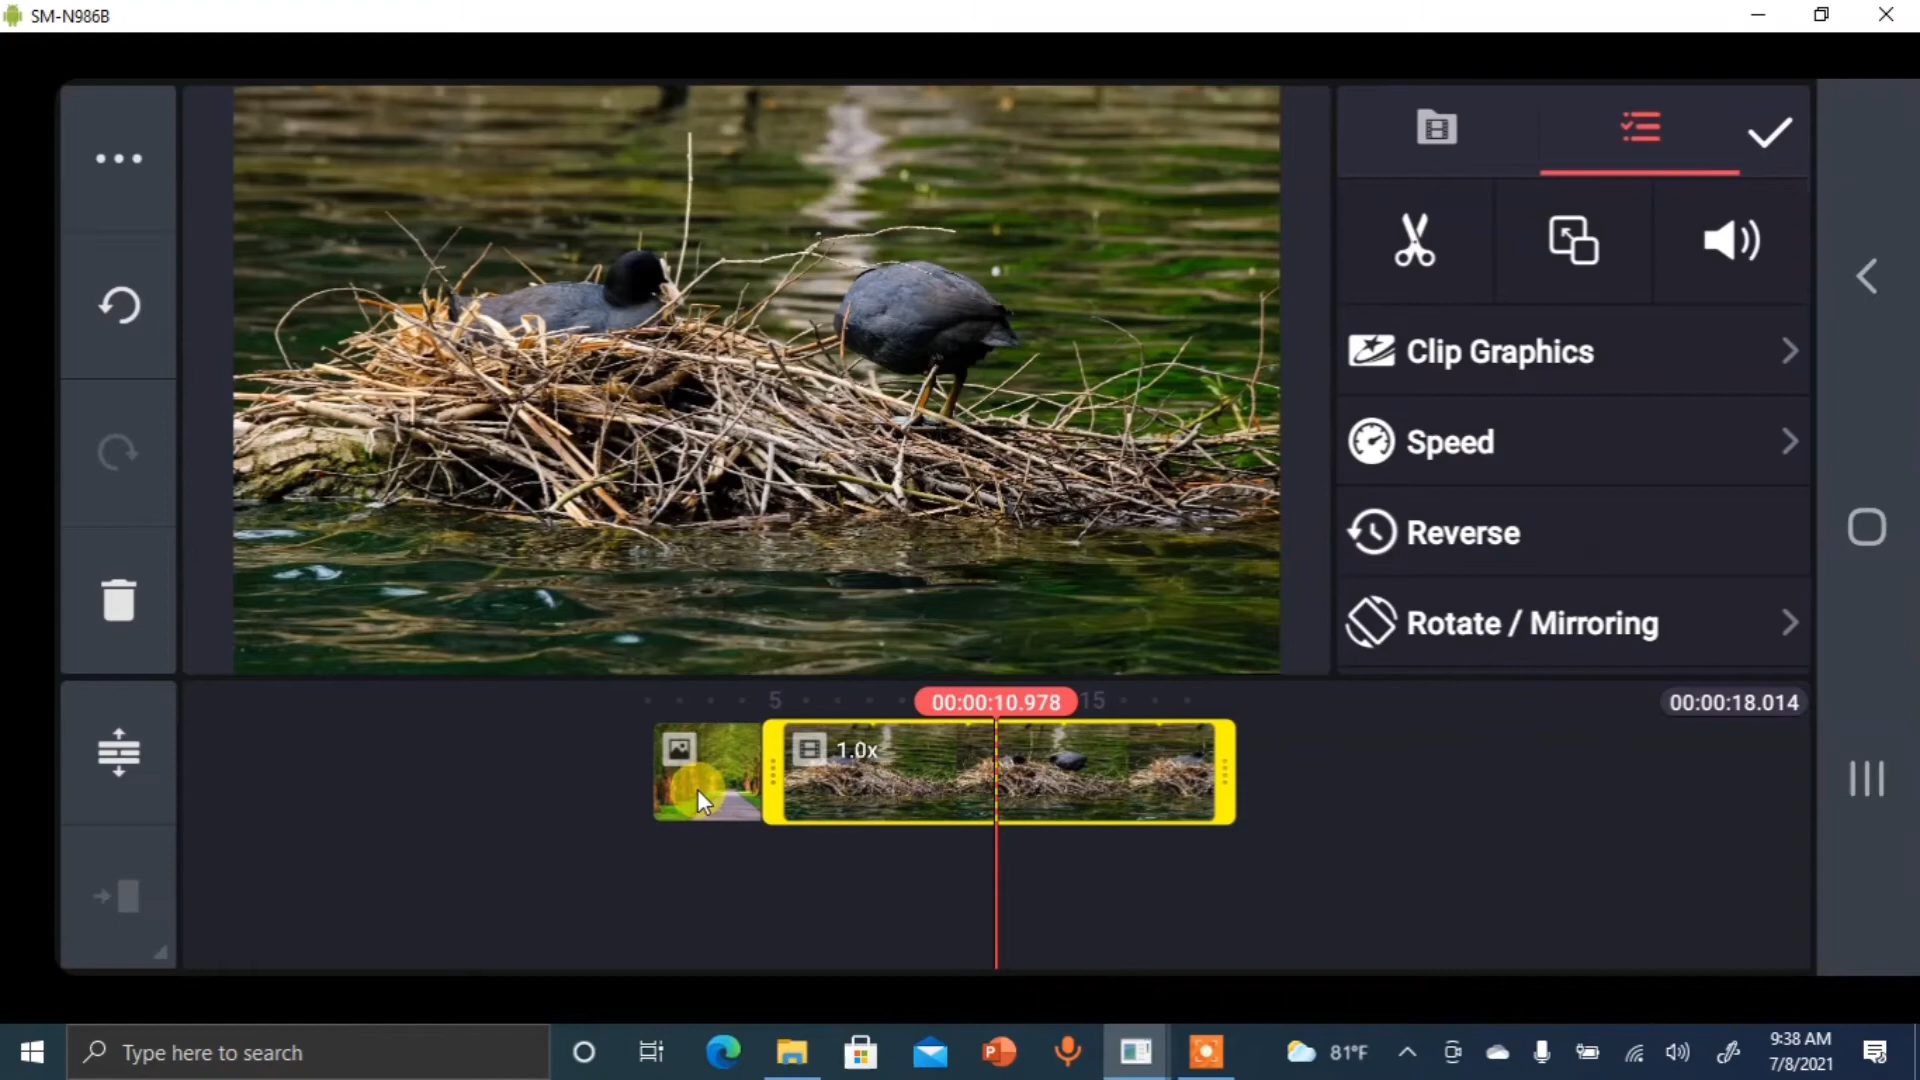 SM-N986B
Clip Graphics
Speed
Reverse
Rotate / Mirroring
5
00:00:10.978
15
00:00:18.014
1.0x
Type here to search
81°F
9:38 AM
7/8/2021